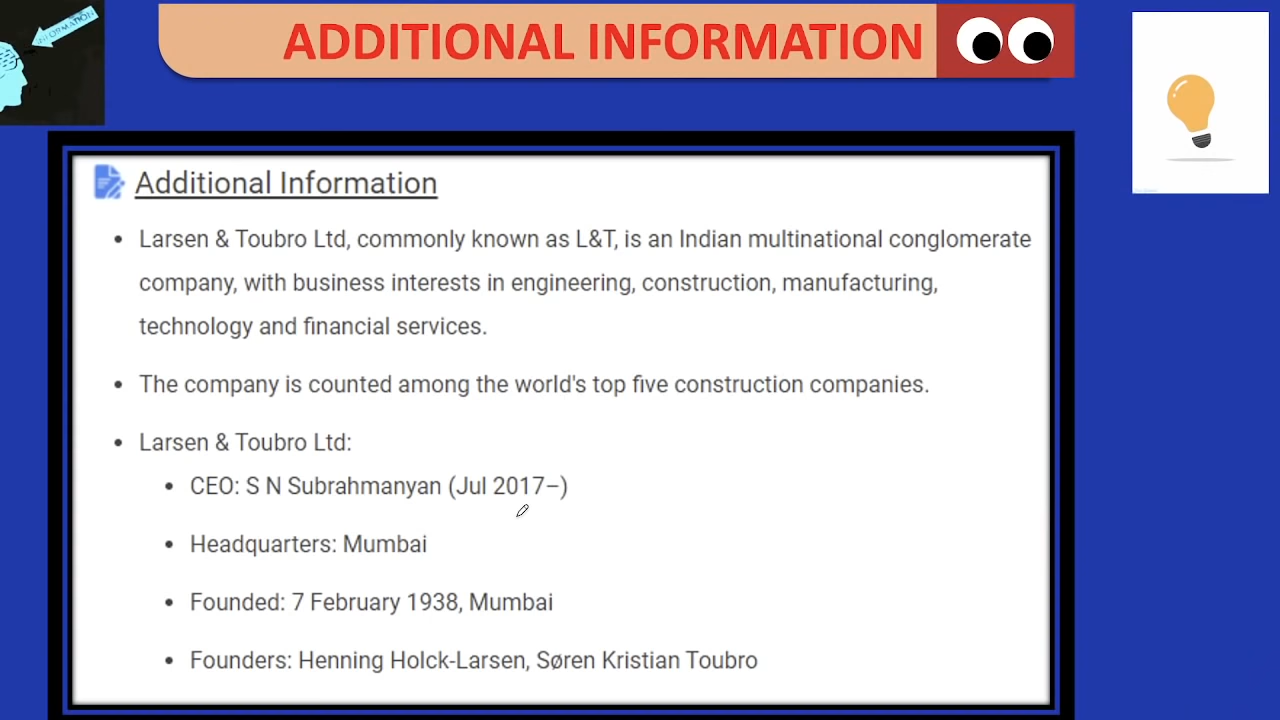 INFORMATION
ADDITIONAL INFORMATION
Additional Information
Larsen & Toubro Ltd, commonly known as L&T, is an Indian multinational conglomerate
company, with business interests in engineering, construction, manufacturing,
technology and financial services.
The company is counted among the world's top five construction companies.
Larsen & Toubro Ltd:
CEO: S N Subrahmanyan (Jul 2017–)
Headquarters: Mumbai
Founded: 7 February 1938, Mumbai
Founders: Henning Holck-Larsen, Søren Kristian Toubro